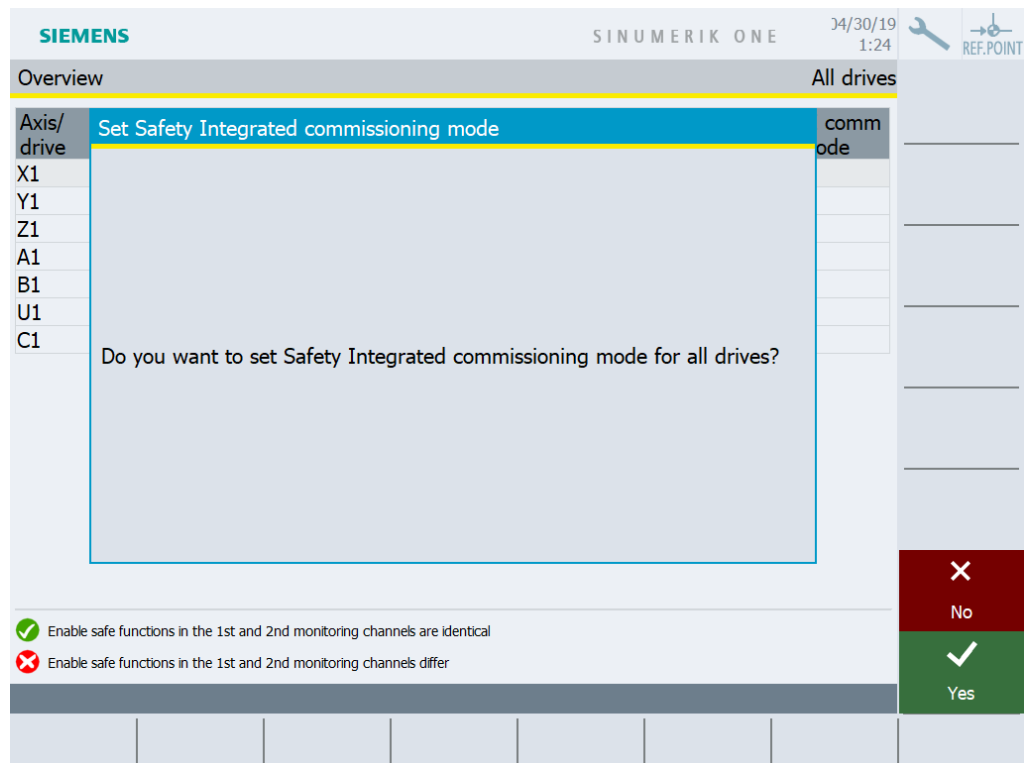 SIEMENS
SINUMERIK ONE
04/30/19
1:24
REF.POINT
Overview
All drives
Axis/
drive
Set Safety Integrated commissioning mode
comm
ode
X1
Y1
Z1
A1
B1
U1
C1
Do you want to set Safety Integrated commissioning mode for all drives?
No
Enable safe functions in the 1st and 2nd monitoring channels are identical
Enable safe functions in the 1st and 2nd monitoring channels differ
Yes